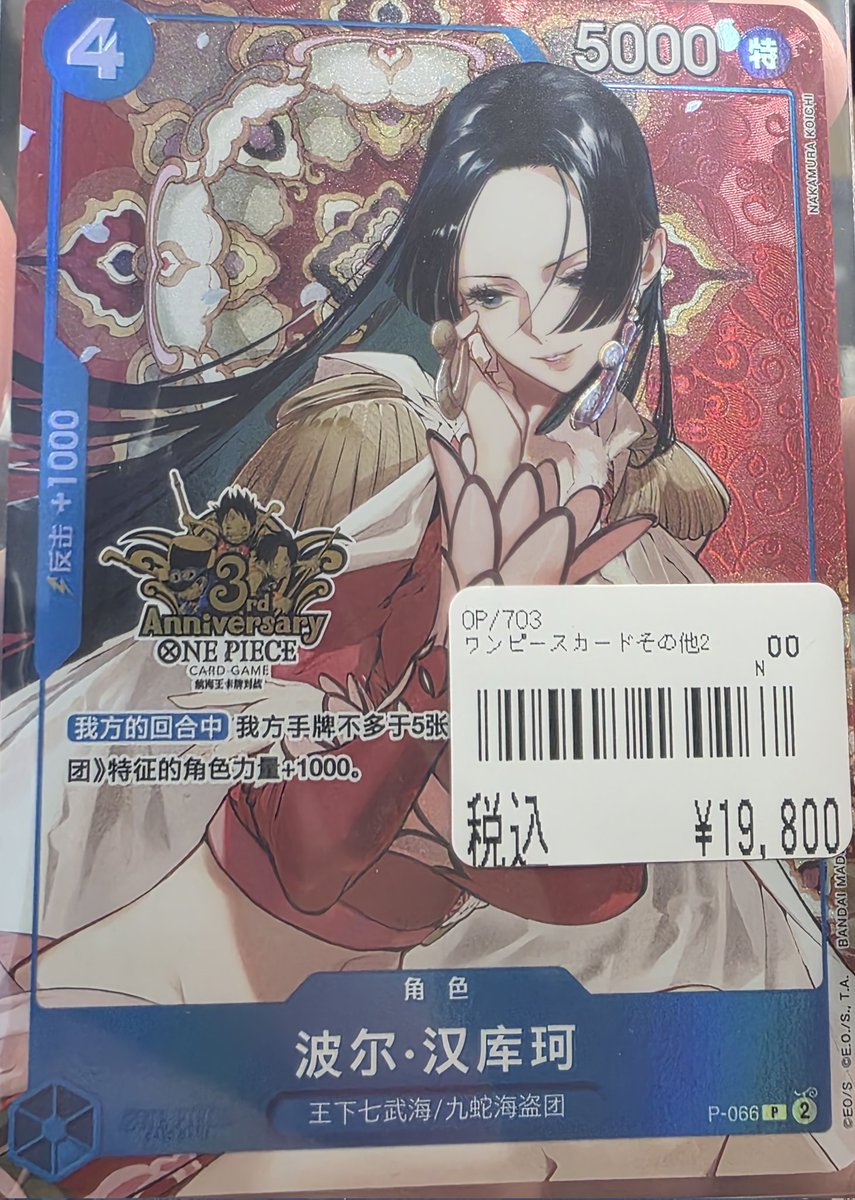 4
5000
特
NAKAMURA KOICHI
反击 +1000
3rd
Anniversary
ONE PIECE
CARD GAME
航海王卡牌对战
我方的回合中 我方手牌不多于5张
团》特征的角色力量+1000。
OP/703
ワンピースカードその他2
00
N
税込
¥19,800
角色
波尔·汉库珂
王下七武海/九蛇海盗团
P-066 P 2
©EO/S ©E.O./S., T.A. BANDAI MAD